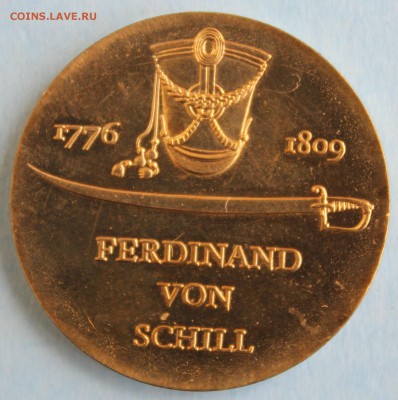 COINS.LAVE.RU
1776 1809
FERDINAND
VON
SCHILL